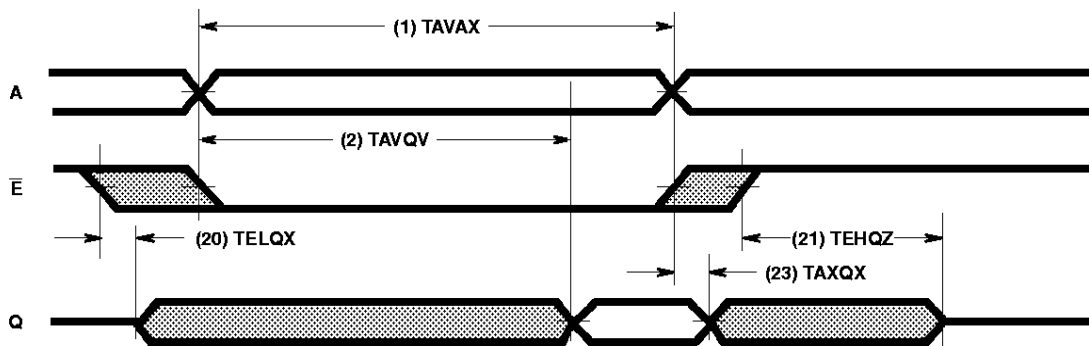 (1) TAVAX
A
(2) TAVQV
E̅
(20) TELQX
(21) TEHQZ
(23) TAXQX
Q